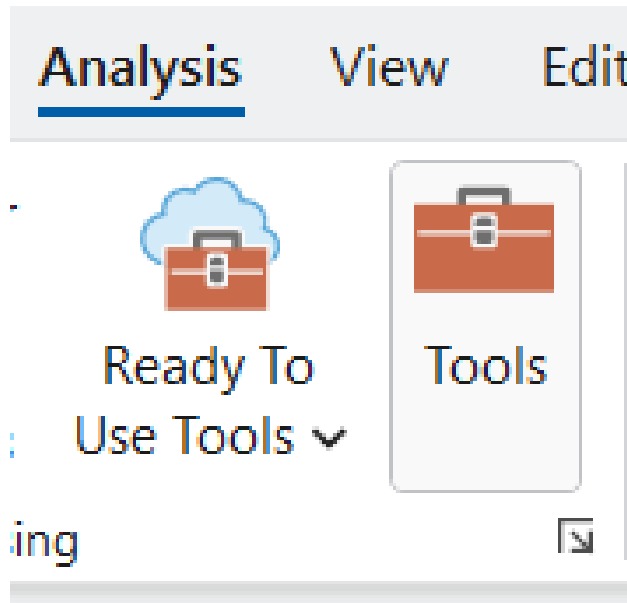 Analysis View Edit
Ready To
Use Tools
Tools
ing